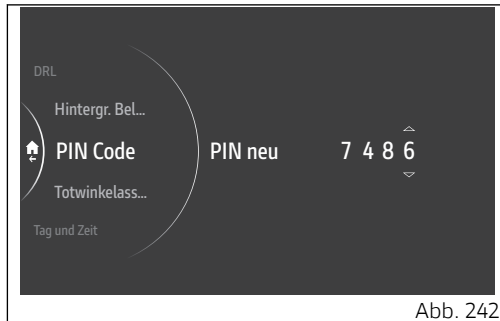 DRL
Hintergr. Bel...
PIN Code
PIN neu
7 4 8 6
Totwinkelass...
Tag und Zeit
Abb. 242